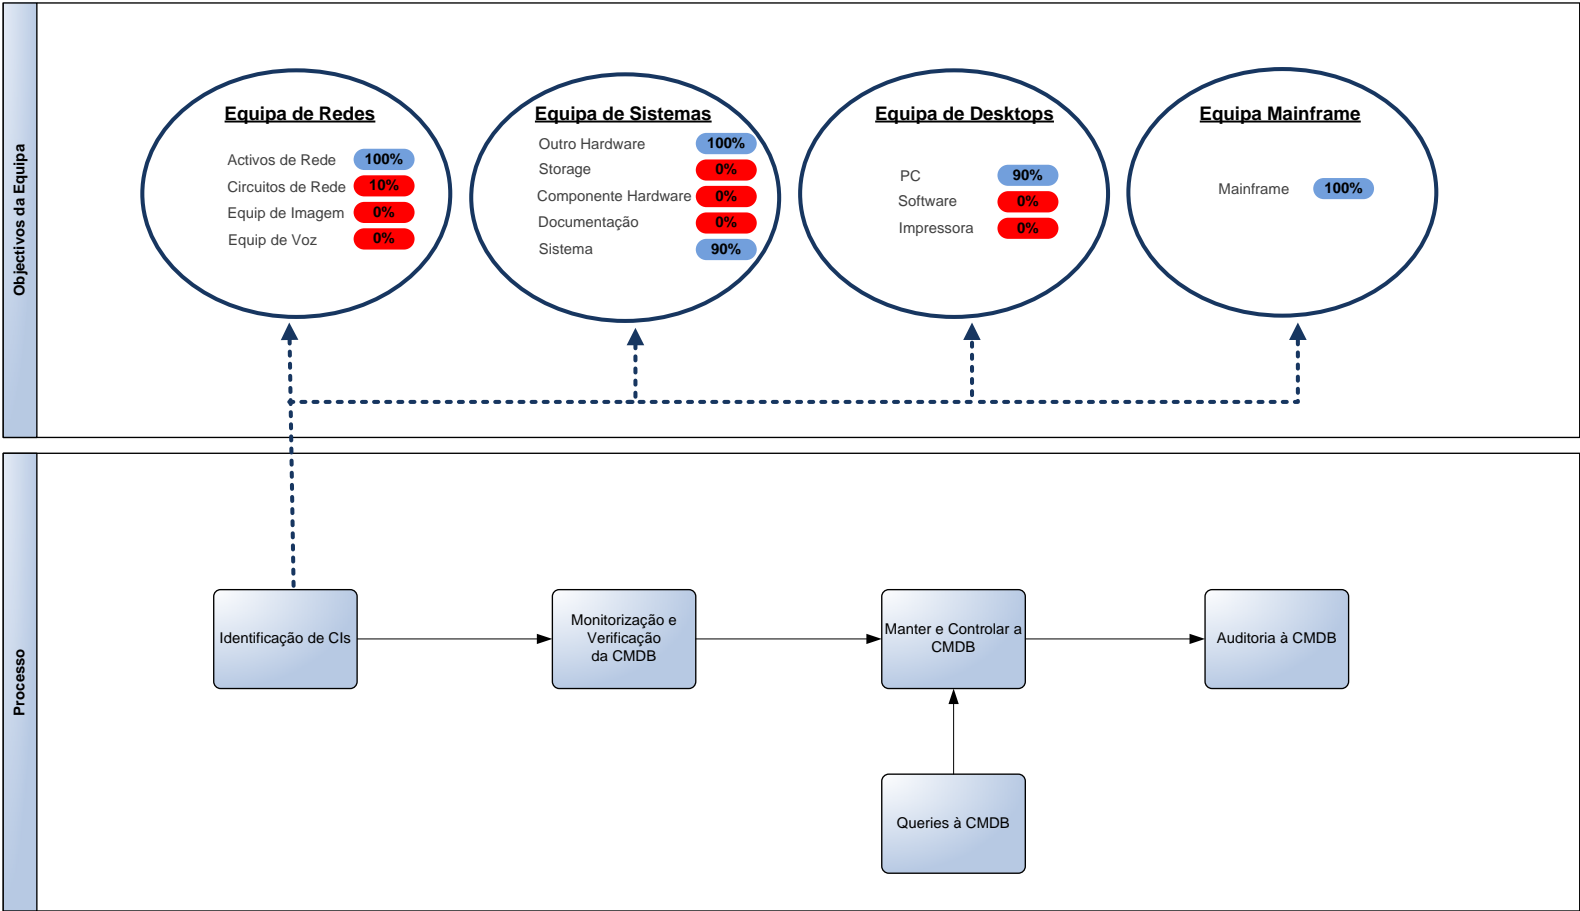 Objectivos da Equipa
Equipa de Redes
Activos de Rede 100%
Circuitos de Rede 10%
Equip de Imagem 0%
Equip de Voz 0%
Equipa de Sistemas
Outro Hardware 100%
Storage 0%
Componente Hardware 0%
Documentação 0%
Sistema 90%
Equipa de Desktops
PC 90%
Software 0%
Impressora 0%
Equipa Mainframe
Mainframe 100%
Processo
Identificação de CIs
Monitorização e
Verificação
da CMDB
Manter e Controlar a
CMDB
Auditoria à CMDB
Queries à CMDB